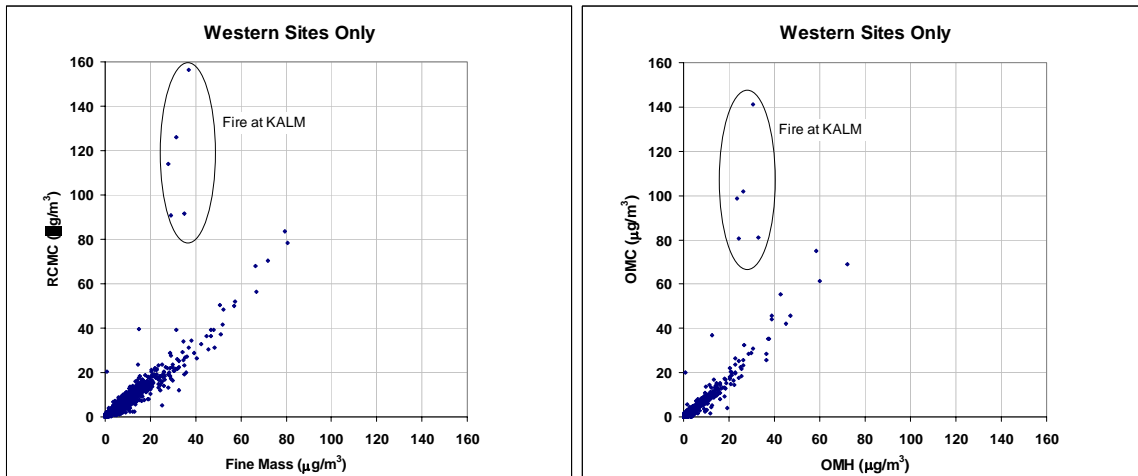 Western Sites Only
160
140
120
100
80
60
40
20
0
RCMC (█g/m³)
Fire at KALM
0 20 40 60 80 100 120 140 160
Fine Mass (μg/m³)
Western Sites Only
160
140
120
100
80
60
40
20
0
OMC (μg/m³)
Fire at KALM
0 20 40 60 80 100 120 140 160
OMH (μg/m³)